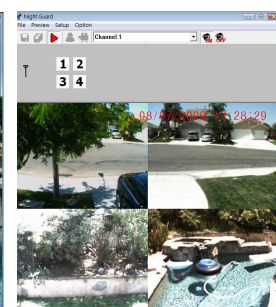 Night Guard
File Preview Setup Option
Channel 1
1 2
3 4
08/07/2009 11:28:29